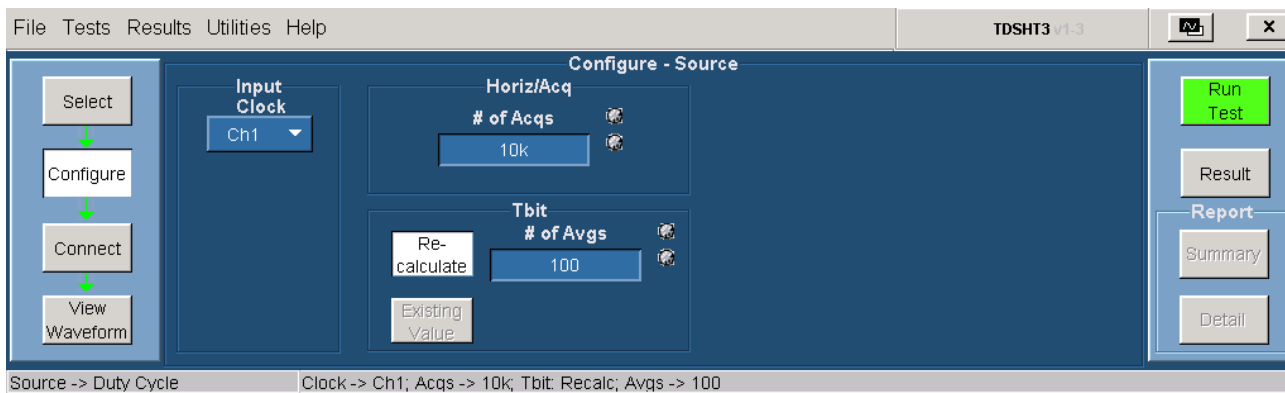 File Tests Results Utilities Help
TDSHT3 v1-3
x
Configure - Source
Select
Configure
Connect
View
Waveform
Input
Clock
Ch1
Horiz/Acq
# of Acqs
10k
Tbit
Re-
calculate
# of Avgs
100
Existing
Value
Run
Test
Result
Report
Summary
Detail
Source -> Duty Cycle
Clock -> Ch1; Acqs -> 10k; Tbit: Recalc; Avgs -> 100